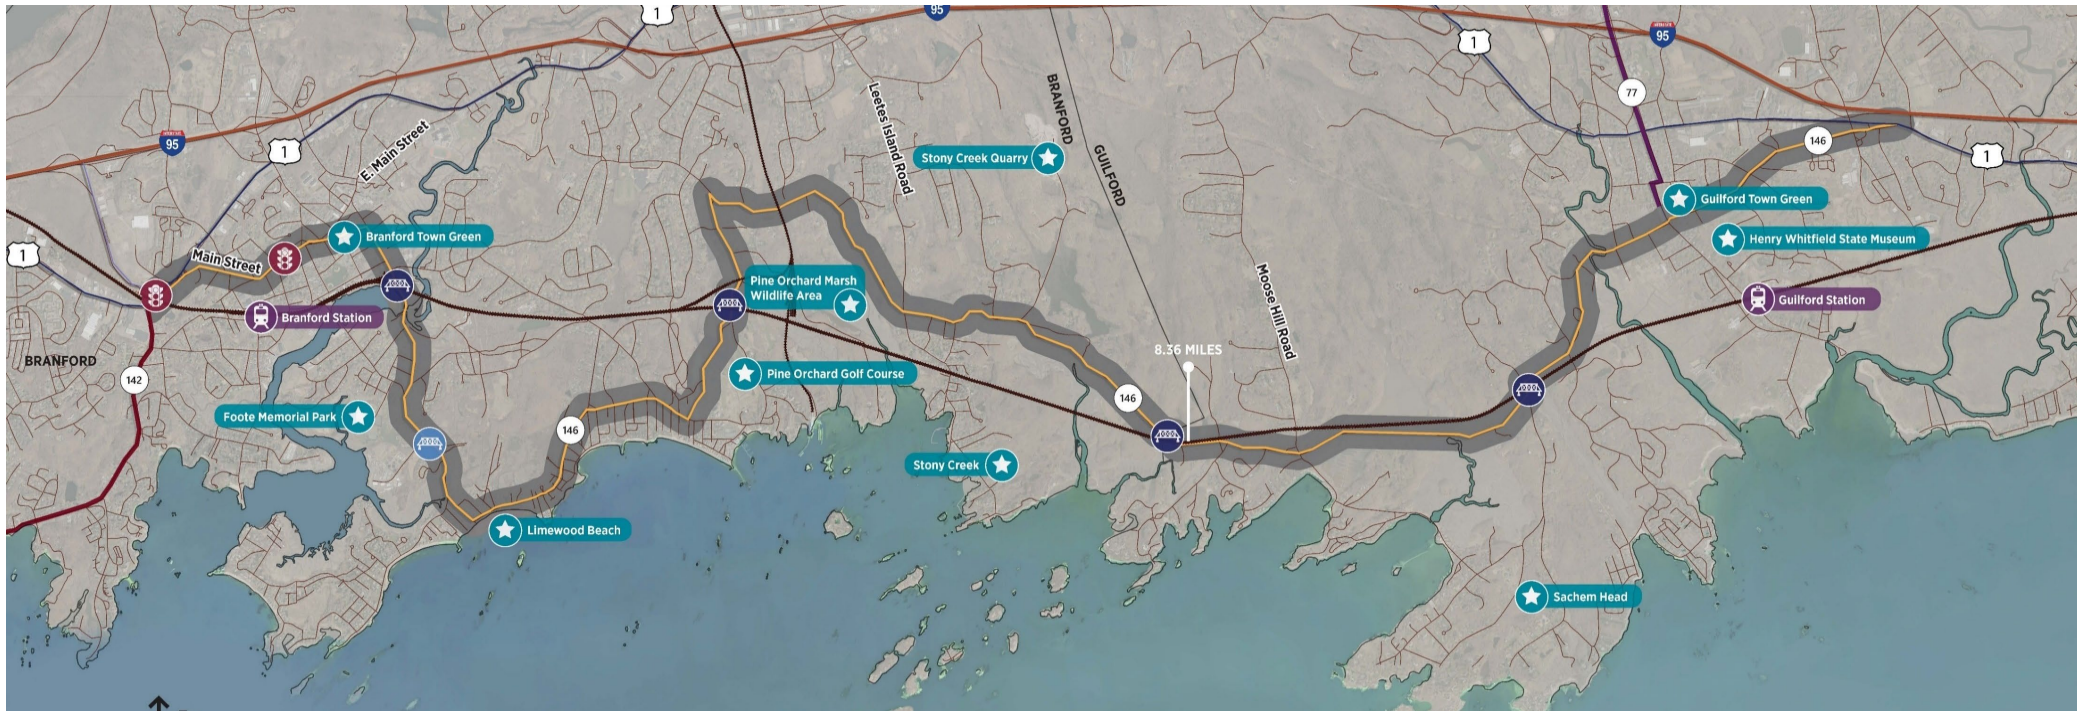 1
95
1
95
77
BRANFORD
GUILFORD
Leetes Island Road
E. Main Street
95
1
Stony Creek Quarry
146
1
Guilford Town Green
Branford Town Green
Henry Whitfield State Museum
1
Main Street
Pine Orchard Marsh
Wildlife Area
Moose Hill Road
Guilford Station
Branford Station
BRANFORD
8.36 MILES
142
Pine Orchard Golf Course
146
Foote Memorial Park
146
Stony Creek
Limewood Beach
Sachem Head